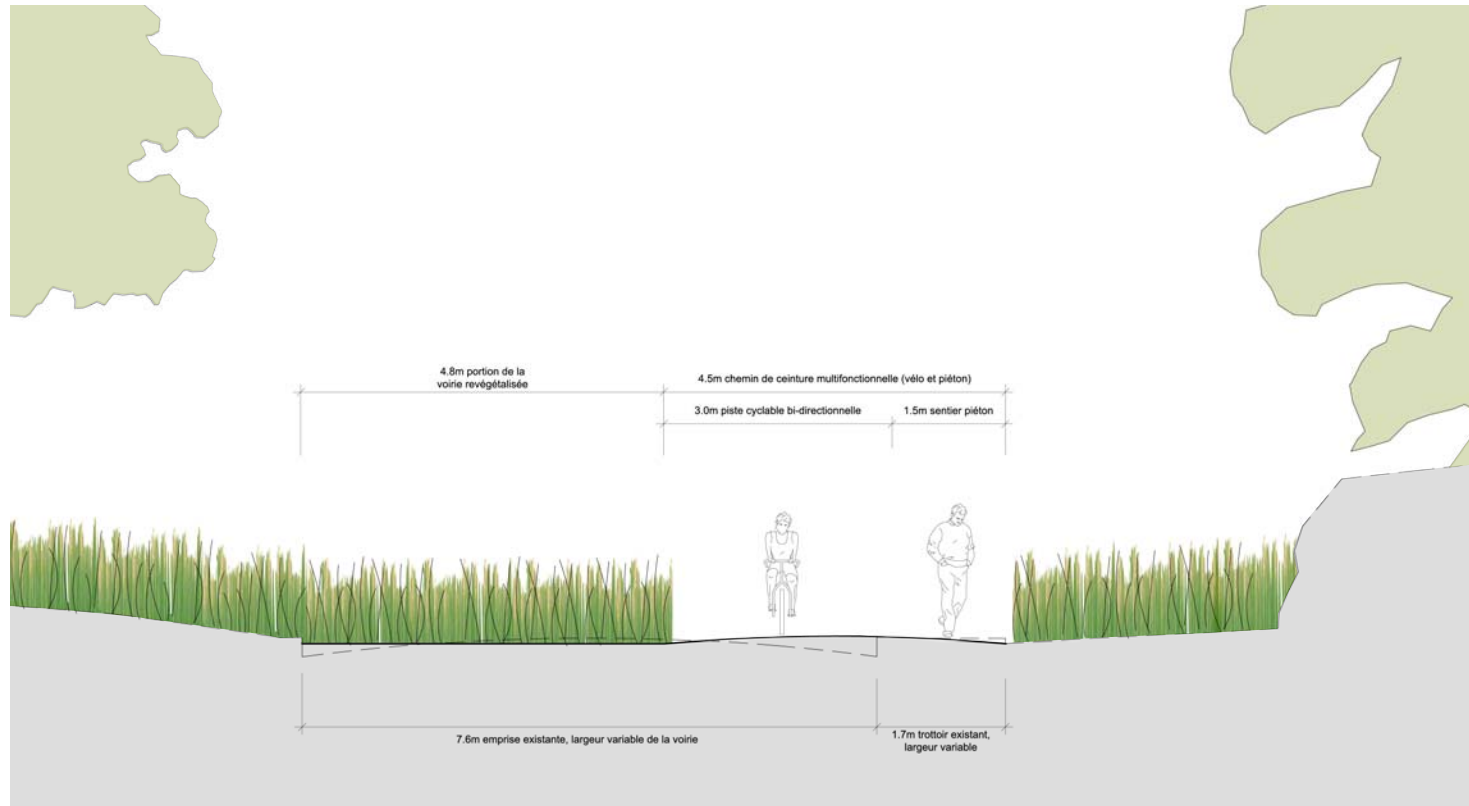 4.8m portion de la
voirie revégétalisée
4.5m chemin de ceinture multifonctionnelle (vélo et piéton)
3.0m piste cyclable bi-directionnelle
1.5m sentier piéton
7.6m emprise existante, largeur variable de la voirie
1.7m trottoir existant,
largeur variable